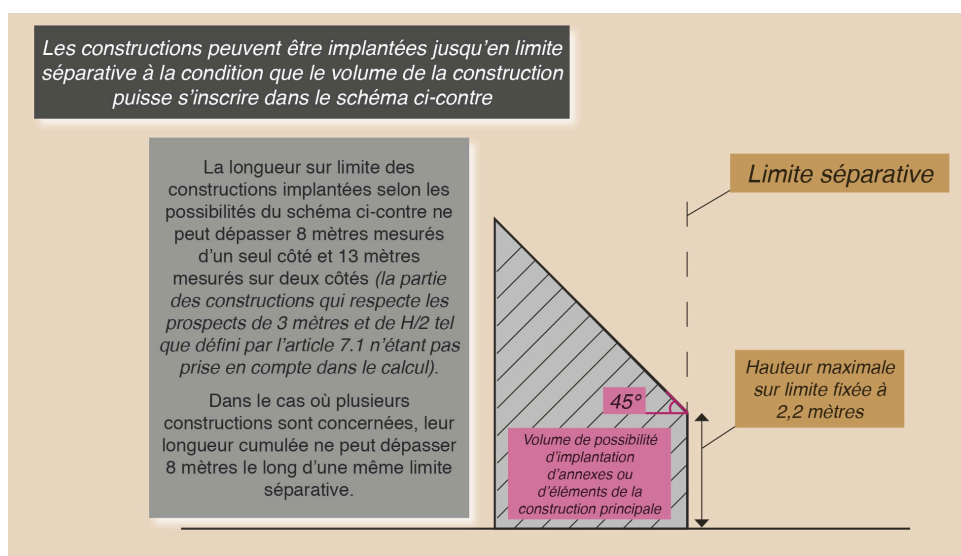 Les constructions peuvent être implantées jusqu'en limite
séparative à la condition que le volume de la construction
puisse s'inscrire dans le schéma ci-contre
La longueur sur limite des
constructions implantées selon les
possibilités du schéma ci-contre ne
peut dépasser 8 mètres mesurés
d'un seul côté et 13 mètres
mesurés sur deux côtés (la partie
des constructions qui respecte les
prospects de 3 mètres et de H/2 tel
que défini par l'article 7.1 n'étant pas
prise en compte dans le calcul).
Dans le cas où plusieurs
constructions sont concernées, leur
longueur cumulée ne peut dépasser
8 mètres le long d'une même limite
séparative.
Limite séparative
Hauteur maximale
sur limite fixée à
2,2 mètres
45°
Volume de possibilité
d'implantation
d'annexes ou
d'éléments de la
construction principale